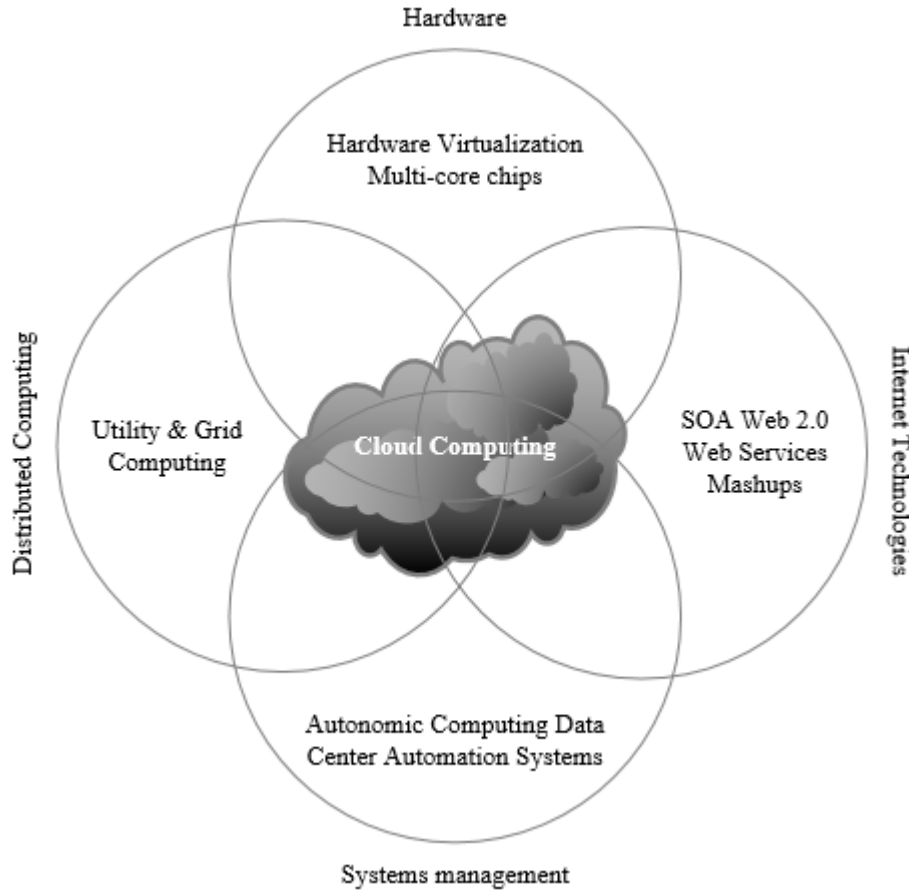 Hardware
Hardware Virtualization
Multi-core chips
Distributed Computing
Utility & Grid
Computing
Cloud Computing
SOA Web 2.0
Web Services
Mashups
Internet Technologies
Autonomic Computing Data
Center Automation Systems
Systems management